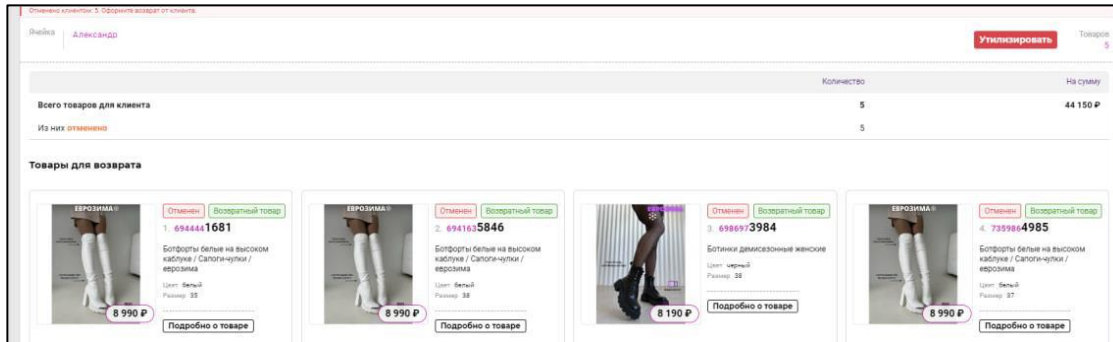 Отменено клиентом: 5. Оформите возврат от клиента.
Ячейка
Александр
Утилизировать
Товаров
5
Количество
На сумму
Всего товаров для клиента
5
44 150 ₽
Из них отменено
5
Товары для возврата
ЕВРОЗИМА
Отменен
Возвратный товар
1. 6944441681
Ботфорты белые на высоком
каблуке / Сапоги-чулки /
еврозима
Цвет белый
Размер 35
8 990 ₽
Подробно о товаре
ЕВРОЗИМА
Отменен
Возвратный товар
2. 6941635846
Ботфорты белые на высоком
каблуке / Сапоги-чулки /
еврозима
Цвет белый
Размер 38
8 990 ₽
Подробно о товаре
Отменен
Возвратный товар
3. 6986973984
Ботинки демисезонные женские
Цвет черный
Размер 38
8 190 ₽
Подробно о товаре
ЕВРОЗИМА
Отменен
Возвратный товар
4. 7359864985
Ботфорты белые на высоком
каблуке / Сапоги-чулки /
еврозима
Цвет белый
Размер 37
8 990 ₽
Подробно о товаре